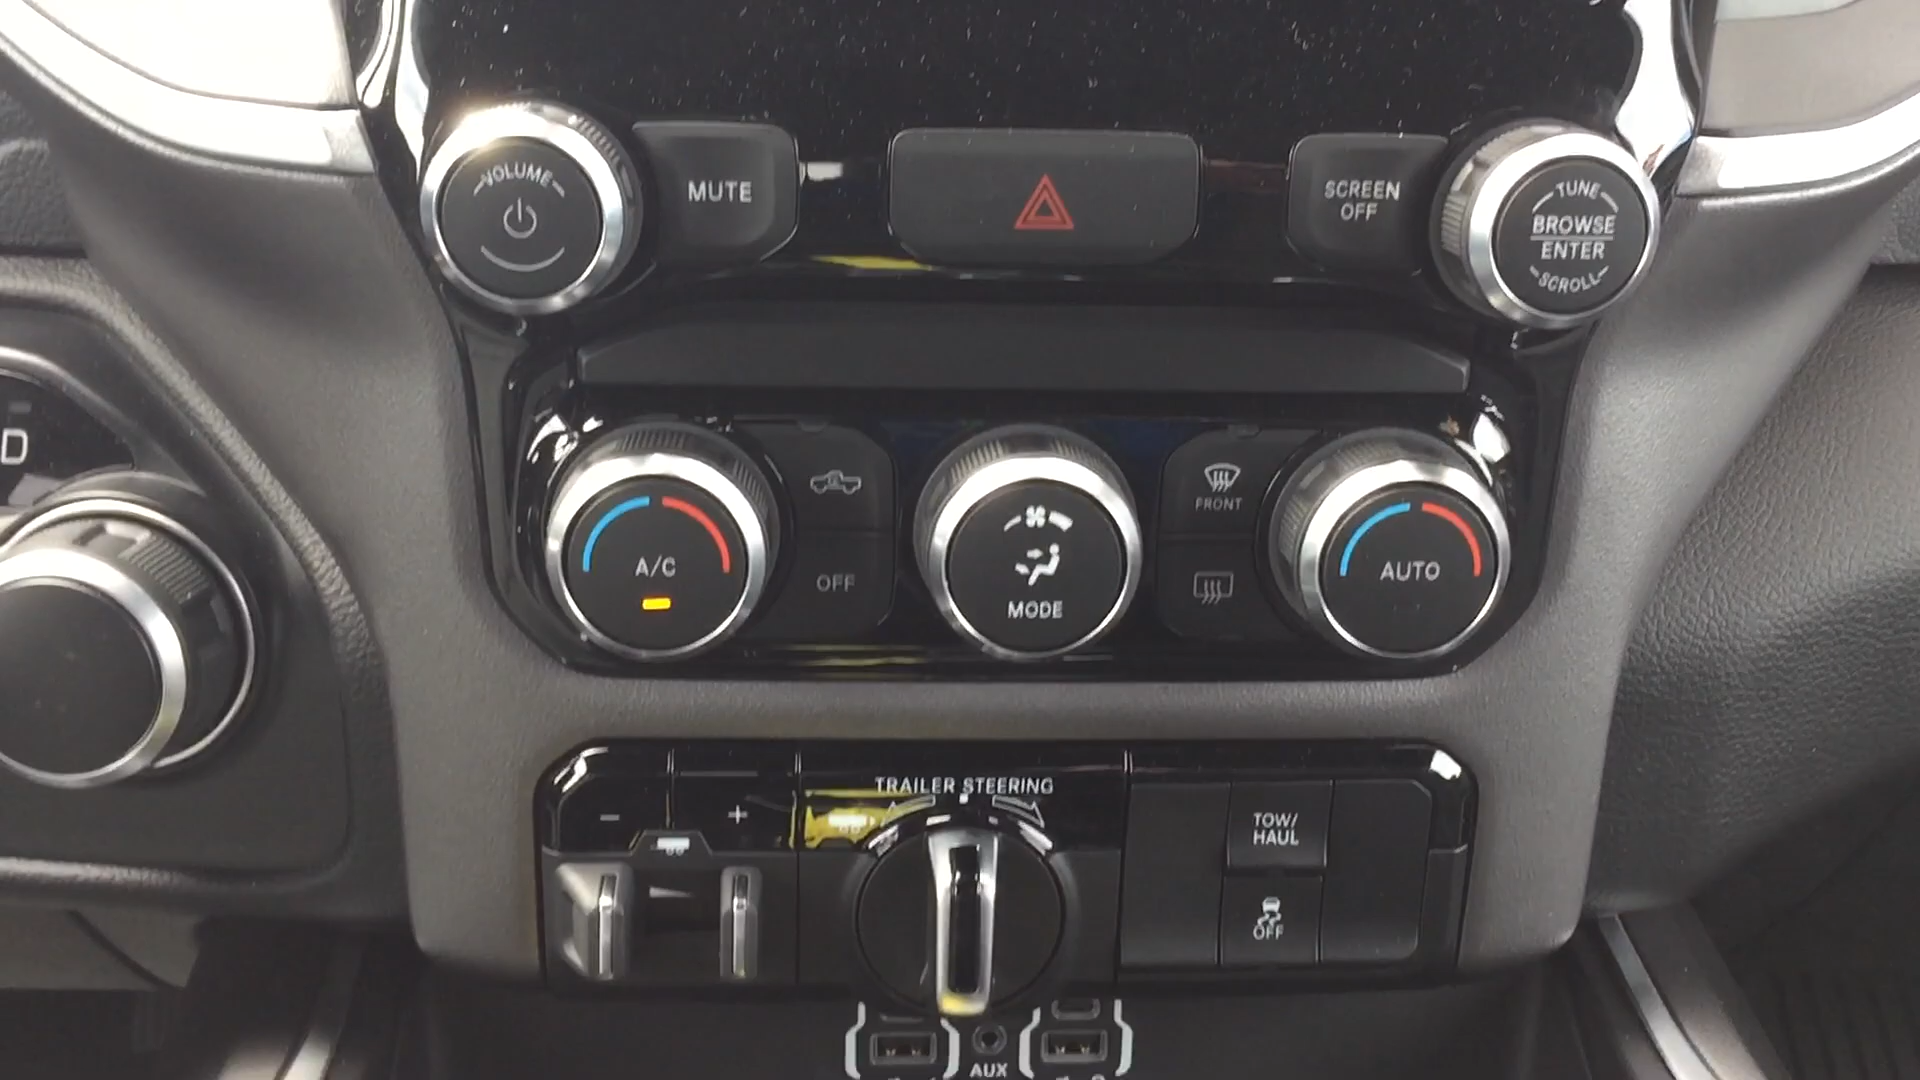 VOLUME
MUTE
SCREEN
OFF
TUNE
BROWSE
ENTER
SCROLL
D
A/C
OFF
MODE
FRONT
AUTO
TRAILER STEERING
- +
TOW/
HAUL
OFF
AUX